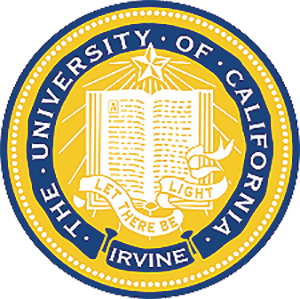 · THE · UNIVERSITY · OF · CALIFORNIA ·
A
LET THERE BE LIGHT
IRVINE